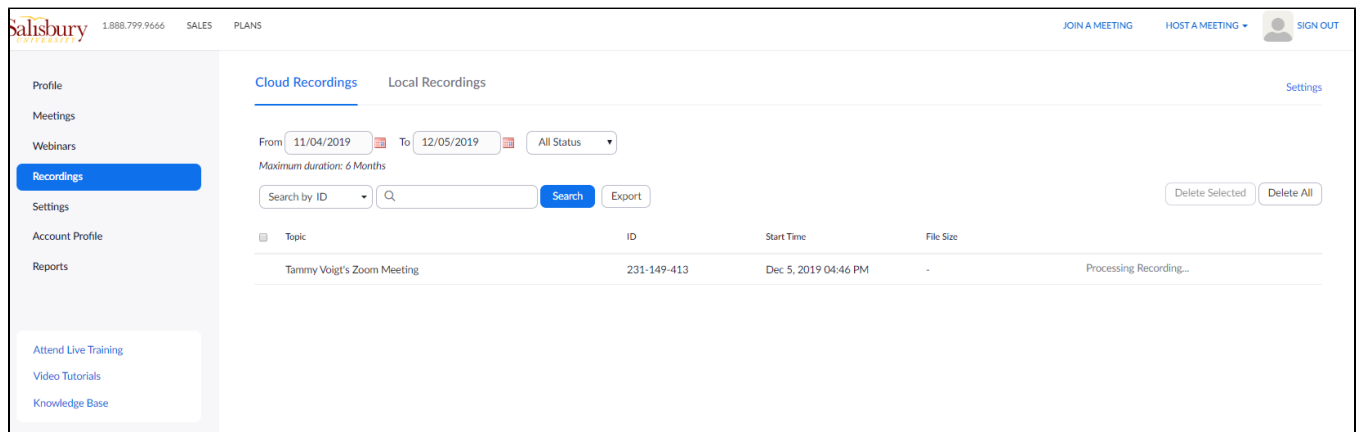 Salisbury 1.888.799.9666 SALES PLANS JOIN A MEETING HOST A MEETING SIGN OUT
UNIVERSITY
Cloud Recordings Local Recordings Settings
Profile
Meetings
Webinars
Recordings
Settings
Account Profile
Reports
Attend Live Training
Video Tutorials
Knowledge Base
From 11/04/2019 To 12/05/2019 All Status
Maximum duration: 6 Months
Search by ID Search Export Delete Selected Delete All
Topic ID Start Time File Size
Tammy Voigt's Zoom Meeting 231-149-413 Dec 5, 2019 04:46 PM - Processing Recording...